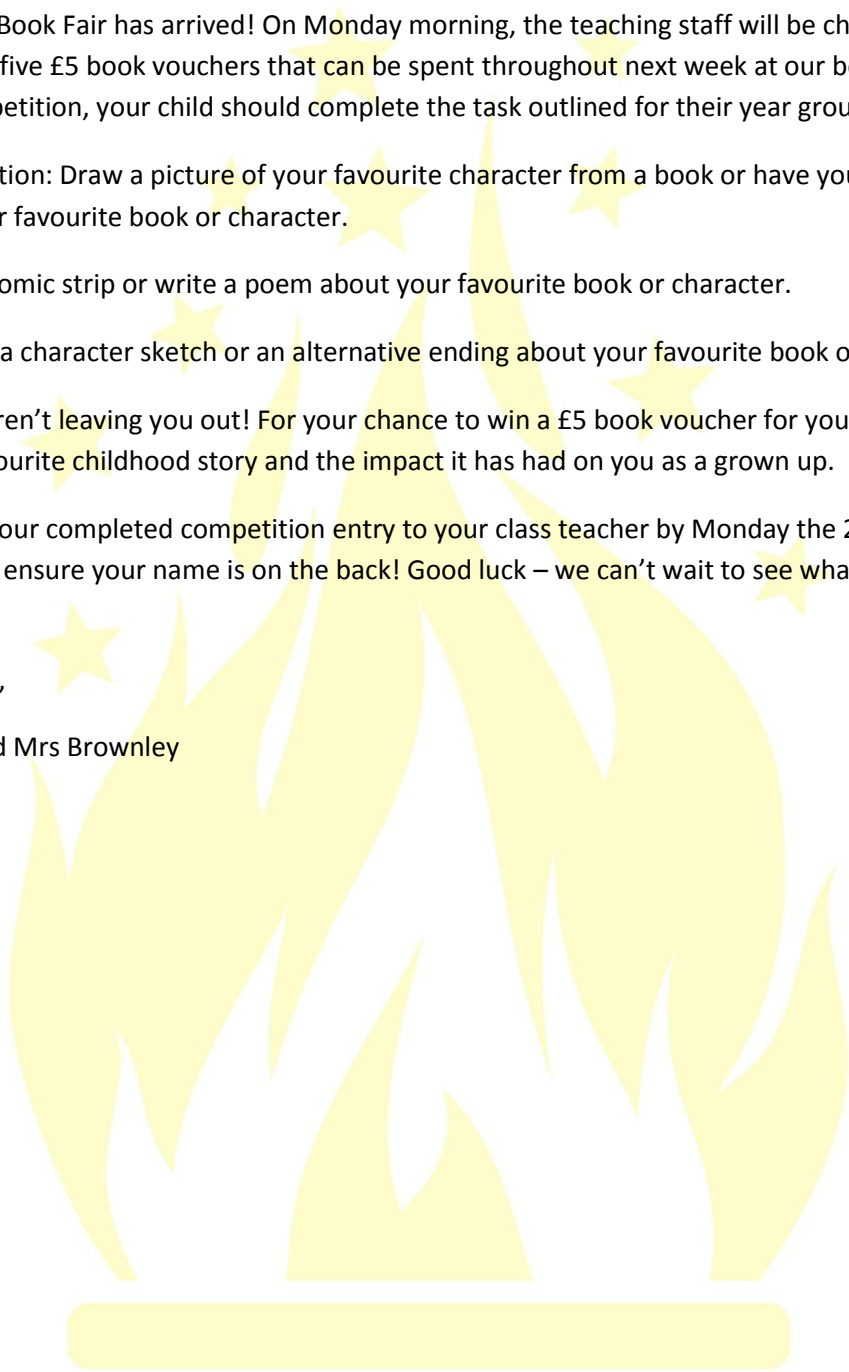 Book Fair has arrived! On Monday morning, the teaching staff will be ch
five £5 book vouchers that can be spent throughout next week at our b
petition, your child should complete the task outlined for their year grou
tion: Draw a picture of your favourite character from a book or have you
r favourite book or character.
omic strip or write a poem about your favourite book or character.
a character sketch or an alternative ending about your favourite book o
ren’t leaving you out! For your chance to win a £5 book voucher for you
ourite childhood story and the impact it has had on you as a grown up.
our completed competition entry to your class teacher by Monday the 2
ensure your name is on the back! Good luck – we can’t wait to see wha
,
d Mrs Brownley